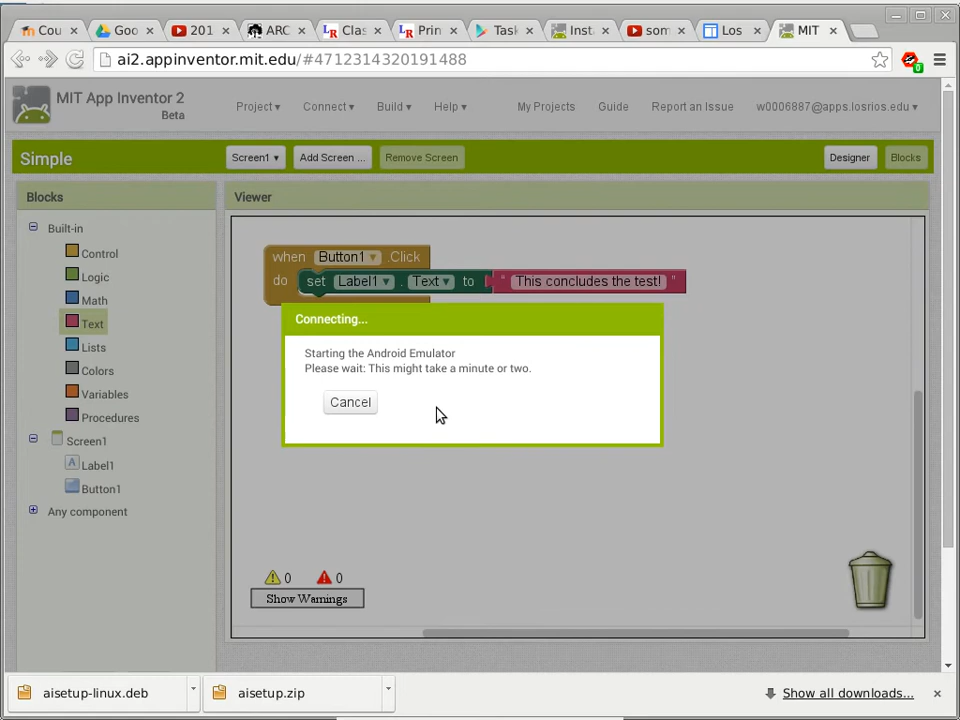 Cou
Goo
201
ARC
Clas
Prin
Task
Inst
som
Los
MIT
ai2.appinventor.mit.edu/#4712314320191488
0
MIT App Inventor 2
Beta
Project
Connect
Build
Help
My Projects
Guide
Report an Issue
w0006887@apps.losrios.edu
Simple
Screen1
Add Screen ...
Remove Screen
Designer
Blocks
Blocks
Viewer
Built-in
Control
Logic
Math
Text
Lists
Colors
Variables
Procedures
Screen1
Label1
Button1
Any component
when Button1 .Click
do set Label1 . Text to " This concludes the test! "
Connecting...
Starting the Android Emulator
Please wait: This might take a minute or two.
Cancel
0 0
Show Warnings
aisetup-linux.deb
aisetup.zip
Show all downloads...